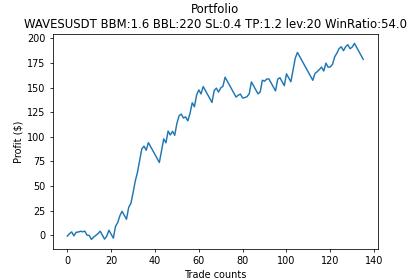 Portfolio
WAVESUSDT BBM:1.6 BBL:220 SL:0.4 TP:1.2 lev:20 WinRatio:54.0
200
175
150
125
100
75
50
25
0
Profit ($)
0 20 40 60 80 100 120 140
Trade counts